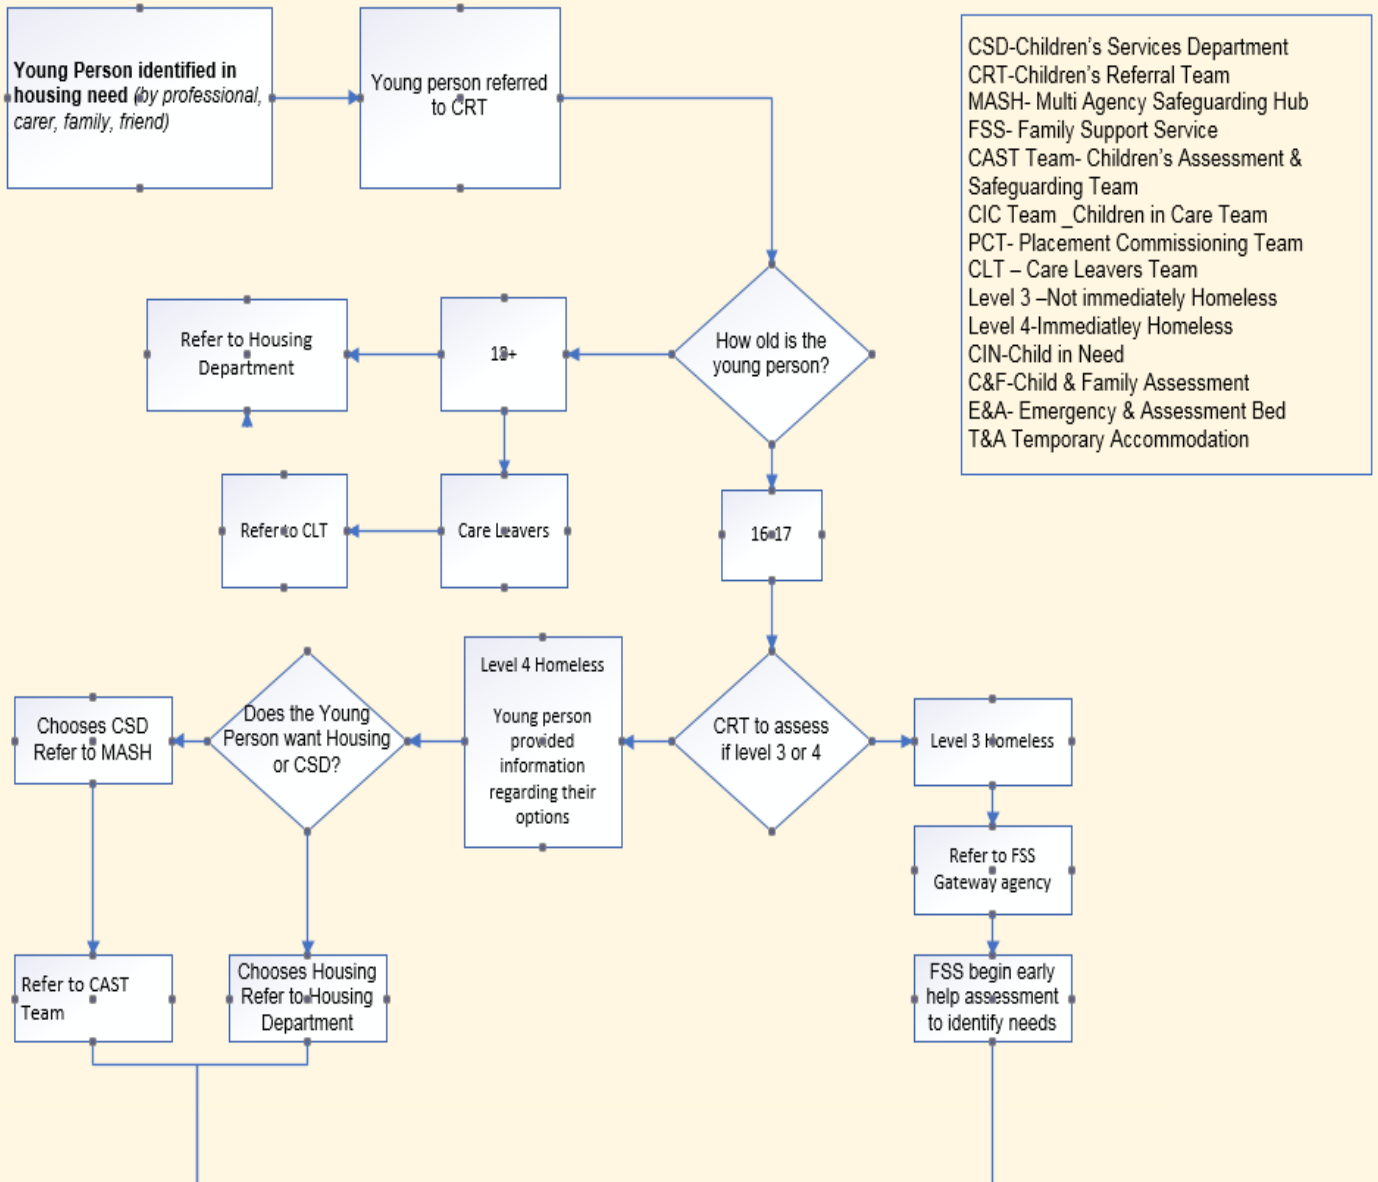 Young Person identified in
housing need (by professional,
carer, family, friend)
Young person referred
to CRT
CSD-Children's Services Department
CRT-Children's Referral Team
MASH- Multi Agency Safeguarding Hub
FSS- Family Support Service
CAST Team- Children's Assessment &
Safeguarding Team
CIC Team _Children in Care Team
PCT- Placement Commissioning Team
CLT – Care Leavers Team
Level 3 –Not immediately Homeless
Level 4-Immediatley Homeless
CIN-Child in Need
C&F-Child & Family Assessment
E&A- Emergency & Assessment Bed
T&A Temporary Accommodation
How old is the
young person?
18+
Refer to Housing
Department
Care Leavers
Refer to CLT
16-17
CRT to assess
if level 3 or 4
Level 4 Homeless
Young person
provided
information
regarding their
options
Does the Young
Person want Housing
or CSD?
Chooses CSD
Refer to MASH
Level 3 Homeless
Refer to FSS
Gateway agency
Refer to CAST
Team
Chooses Housing
Refer to Housing
Department
FSS begin early
help assessment
to identify needs